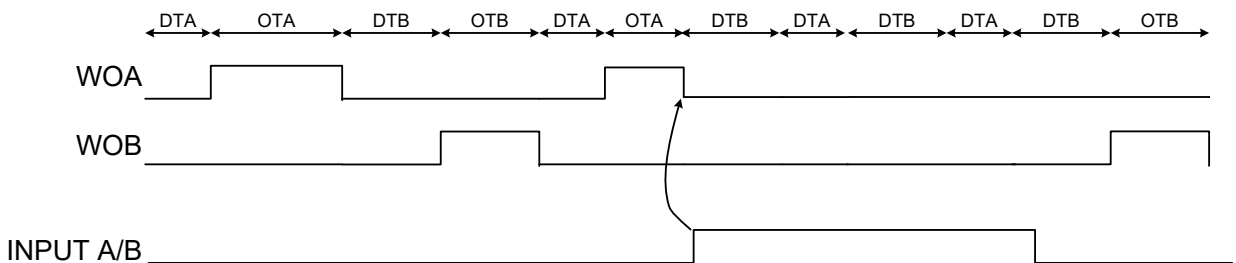 DTA OTA DTB OTB DTA OTA DTB DTA DTB DTA DTB OTB
WOA
WOB
INPUT A/B